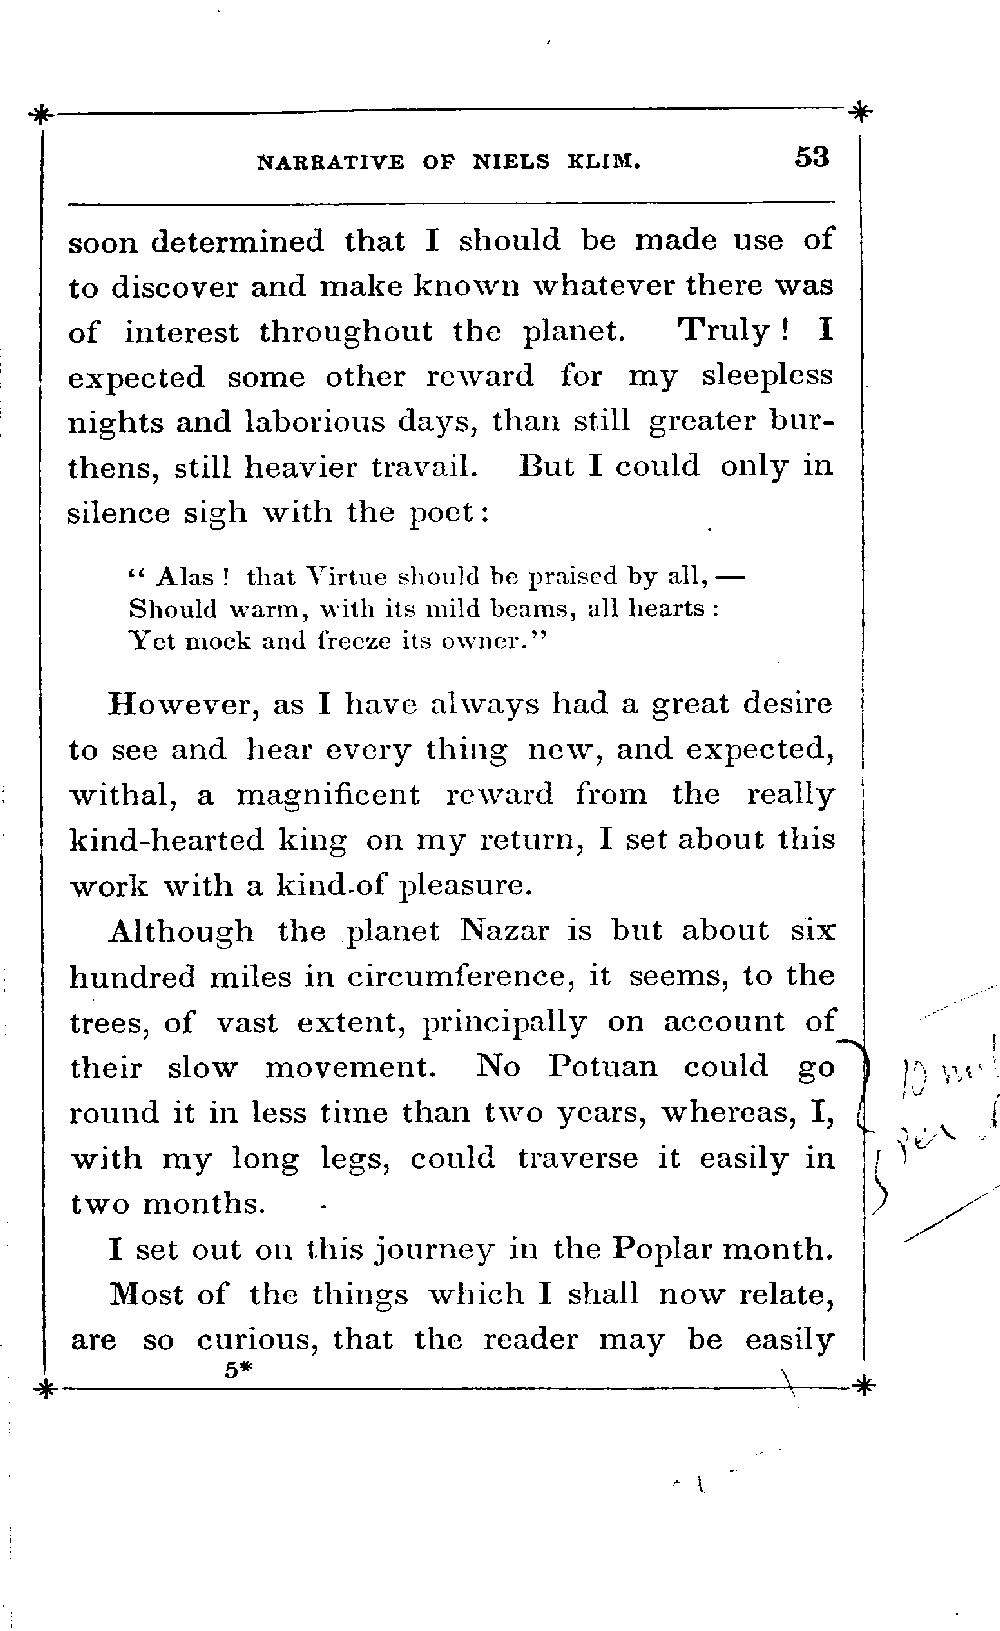 NARRATIVE OF NIELS KLIM. 53
soon determined that I should be made use of
to discover and make known whatever there was
of interest throughout the planet. Truly! I
expected some other reward for my sleepless
nights and laborious days, than still greater bur-
thens, still heavier travail. But I could only in
silence sigh with the poet:
“Alas! that Virtue should be praised by all,—
Should warm, with its mild beams, all hearts:
Yet mock and freeze its owner.”
However, as I have always had a great desire
to see and hear every thing new, and expected,
withal, a magnificent reward from the really
kind-hearted king on my return, I set about this
work with a kind of pleasure.
Although the planet Nazar is but about six
hundred miles in circumference, it seems, to the
trees, of vast extent, principally on account of
their slow movement. No Potuan could go
round it in less time than two years, whereas, I,
with my long legs, could traverse it easily in
two months.
I set out on this journey in the Poplar month.
Most of the things which I shall now relate,
are so curious, that the reader may be easily
5*
10
per